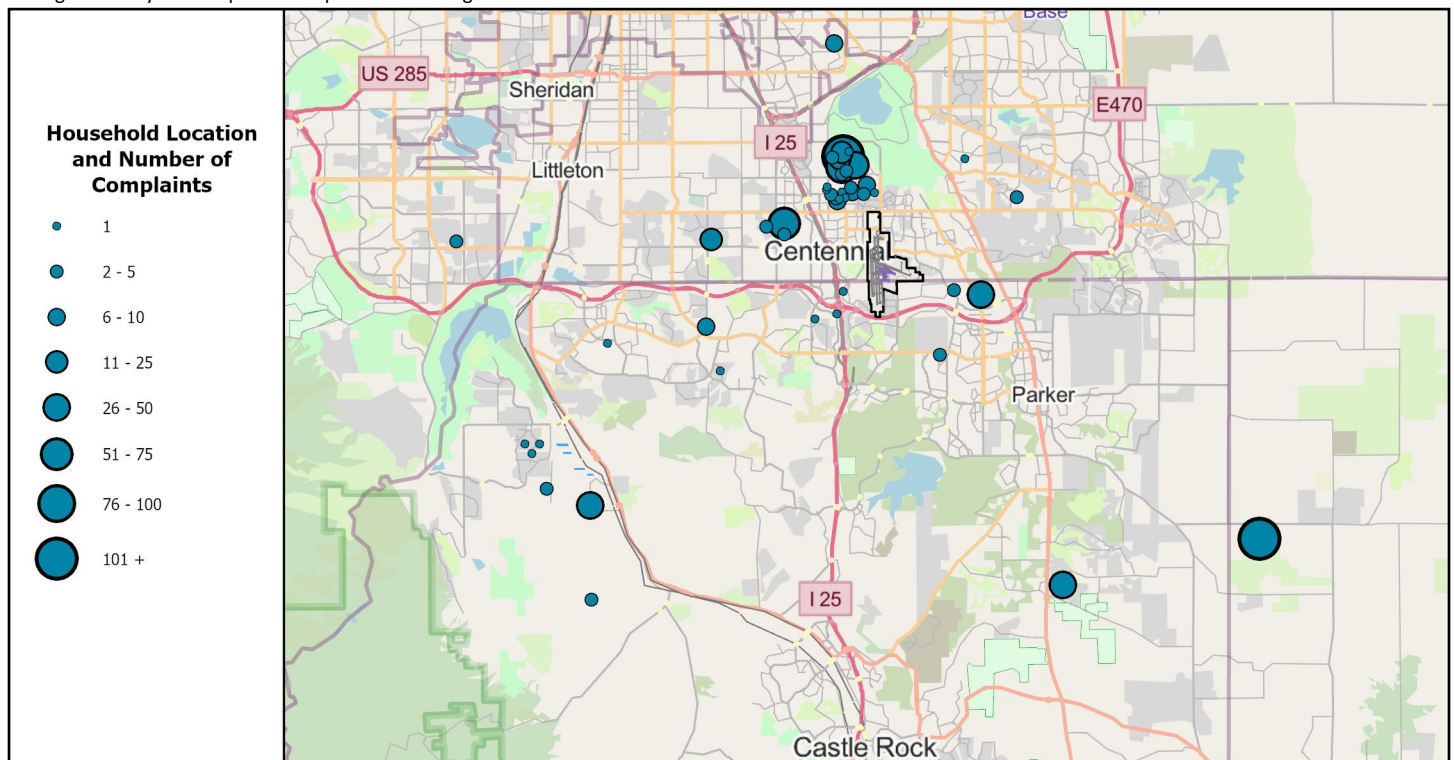 Household Location
and Number of
Complaints
1
2 - 5
6 - 10
11 - 25
26 - 50
51 - 75
76 - 100
101 +
Base
US 285
Sheridan
E470
I 25
Littleton
Centennial
Parker
I 25
Castle Rock